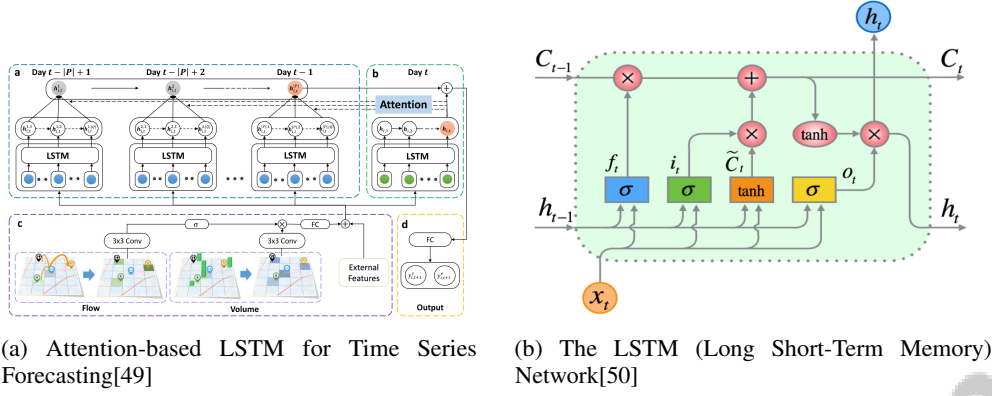 a Day t − |P| + 1 Day t − |P| + 2 Day t − 1 b Day t
Attention
LSTM LSTM LSTM LSTM
c σ FC d
3x3 Conv 3x3 Conv FC
External
Features
Flow Volume Output
(a) Attention-based LSTM for Time Series
Forecasting[49]
h_t
C_{t-1} × + C_t
tanh ×
f_t i_t × C̃_t o_t
σ σ tanh σ
h_{t-1} h_t
x_t
(b) The LSTM (Long Short-Term Memory)
Network[50]